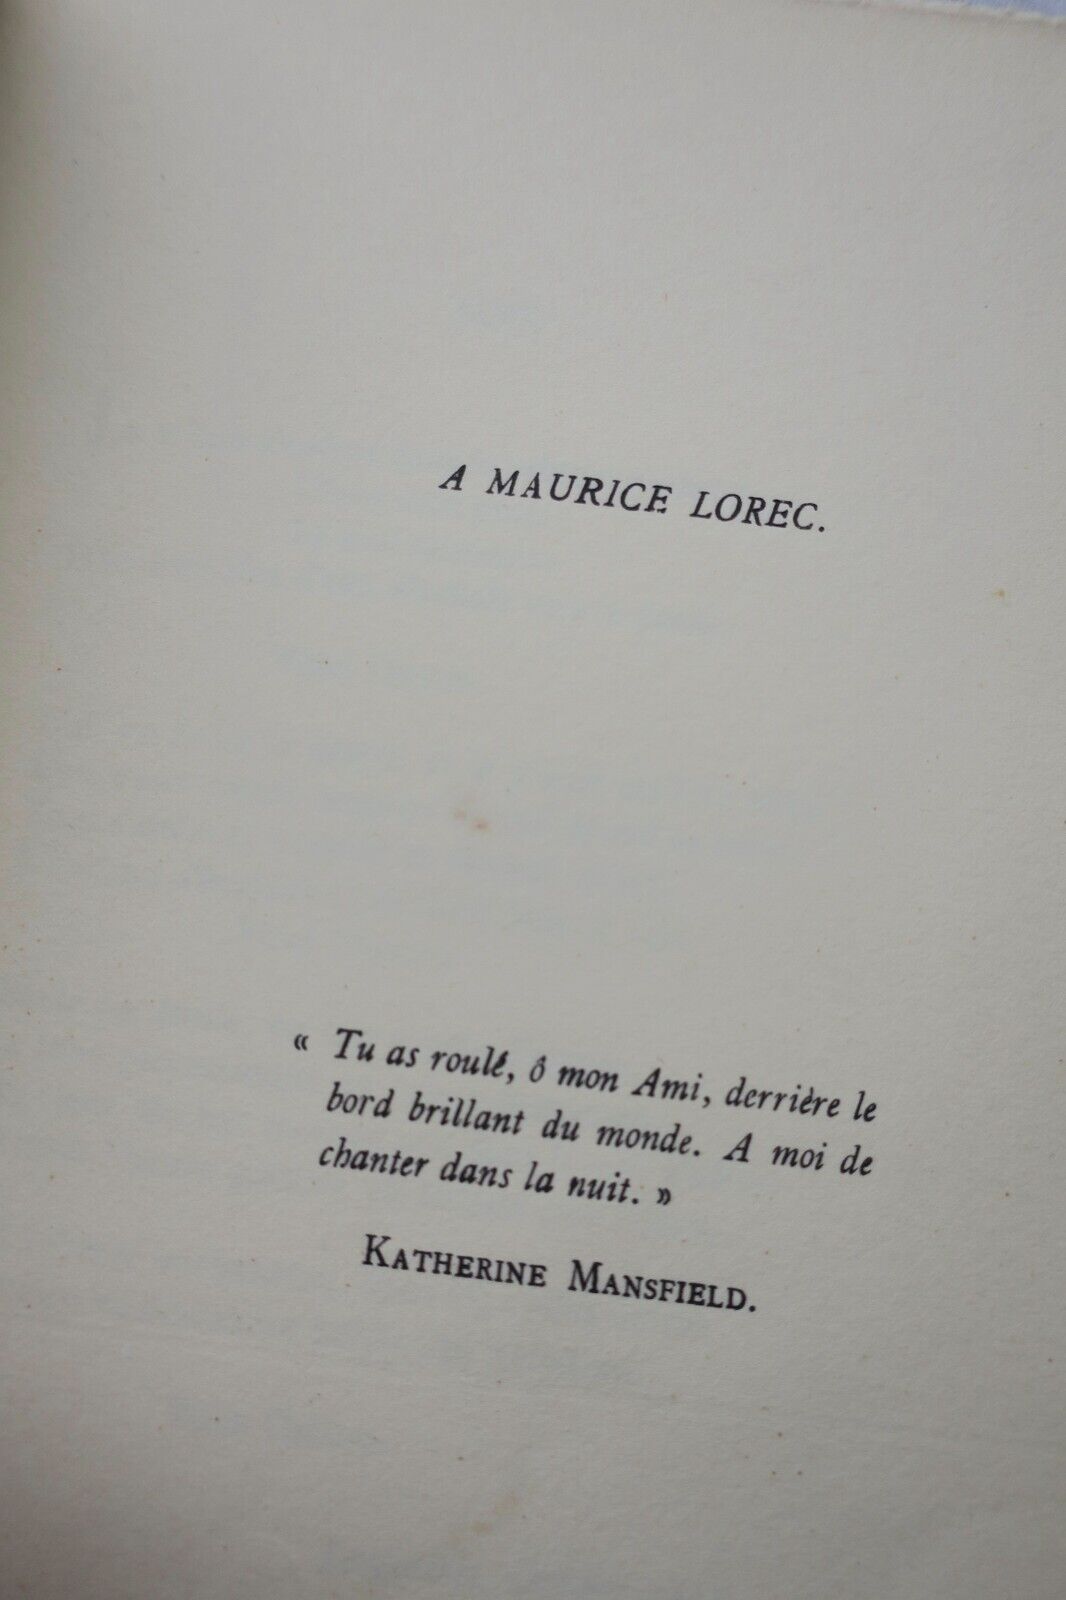 A MAURICE LOREC.
« Tu as roulé, ô mon Ami, derrière le
bord brillant du monde. A moi de
chanter dans la nuit. »
KATHERINE MANSFIELD.